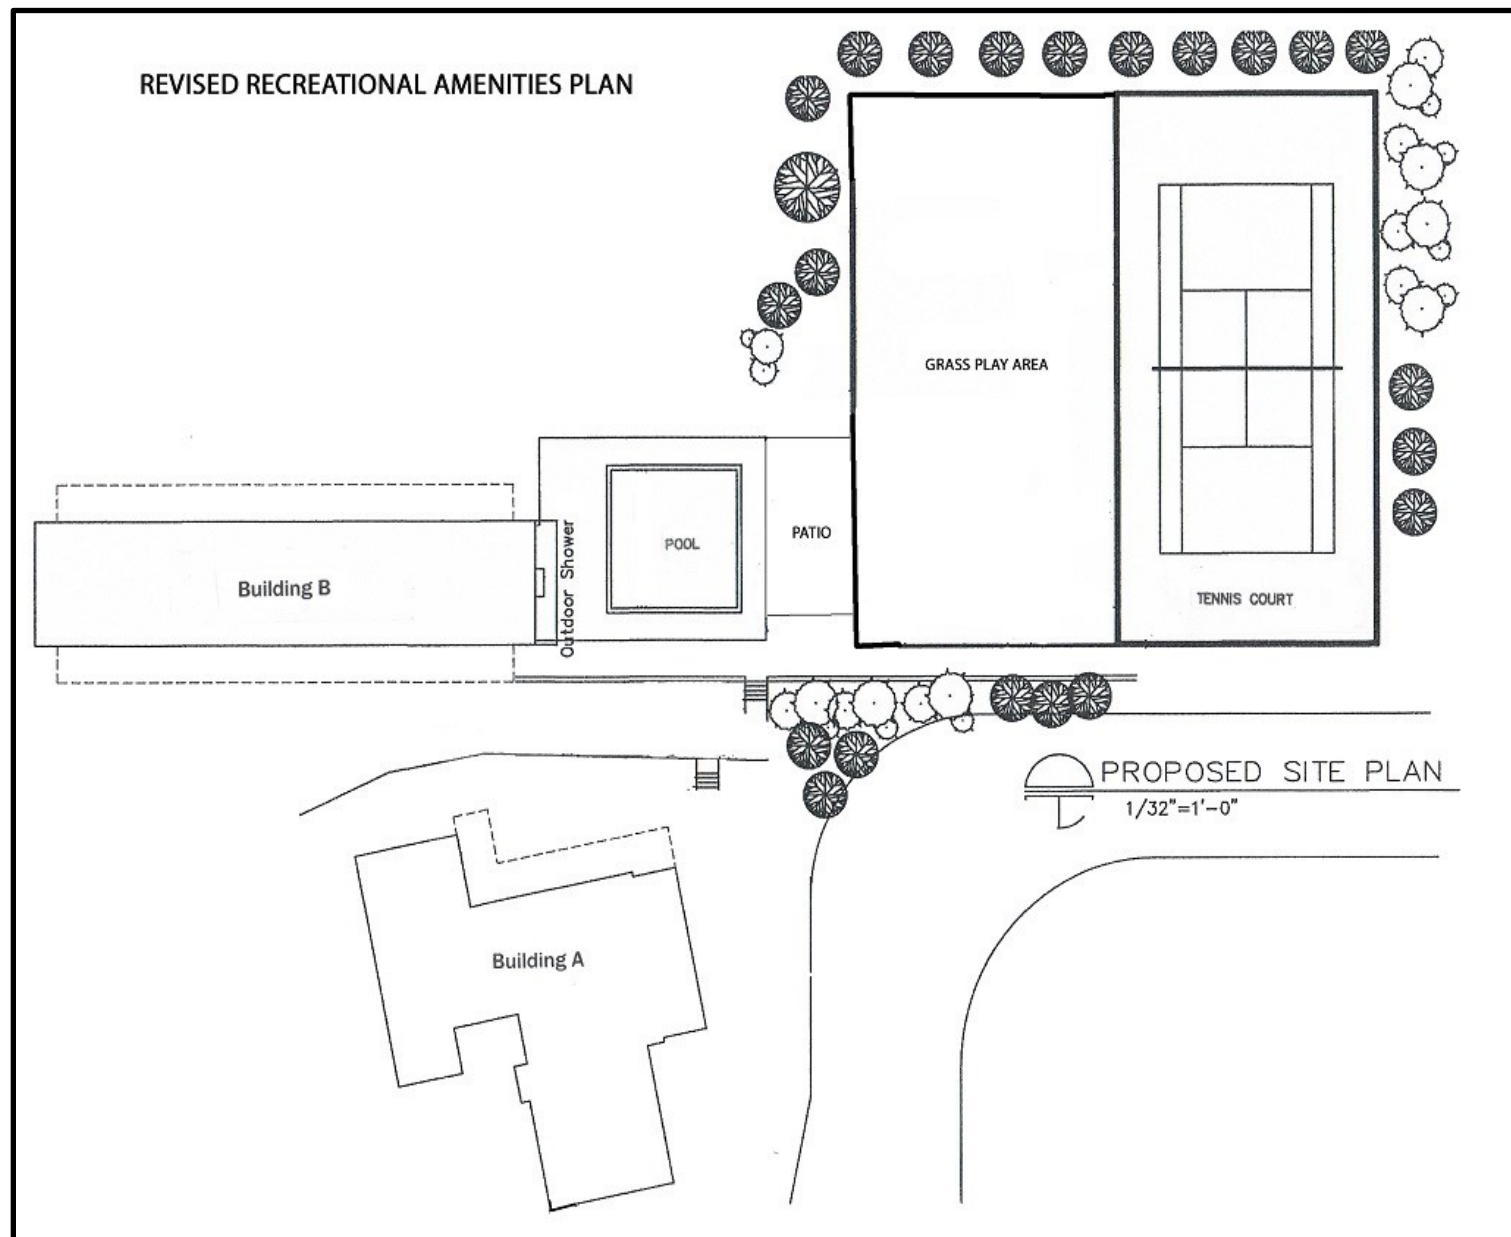 REVISED RECREATIONAL AMENITIES PLAN
GRASS PLAY AREA
PATIO
POOL
Outdoor Shower
Building B
TENNIS COURT
PROPOSED SITE PLAN
1/32"=1'-0"
Building A